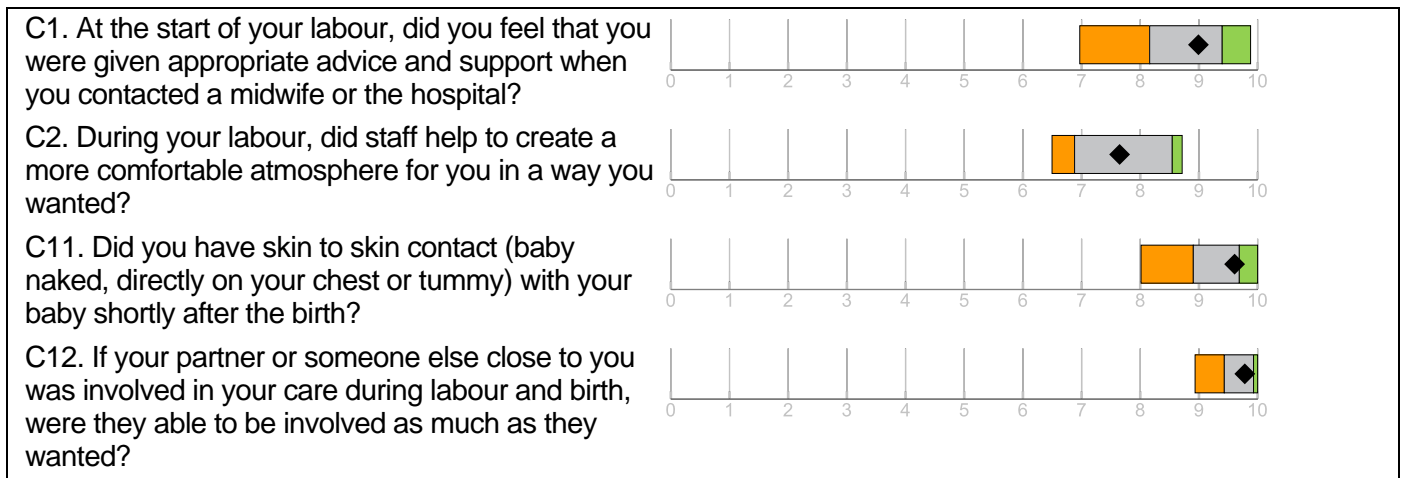 C1. At the start of your labour, did you feel that you
were given appropriate advice and support when
you contacted a midwife or the hospital?
0 1 2 3 4 5 6 7 8 9 10
C2. During your labour, did staff help to create a
more comfortable atmosphere for you in a way you
wanted?
0 1 2 3 4 5 6 7 8 9 10
C11. Did you have skin to skin contact (baby
naked, directly on your chest or tummy) with your
baby shortly after the birth?
0 1 2 3 4 5 6 7 8 9 10
C12. If your partner or someone else close to you
was involved in your care during labour and birth,
were they able to be involved as much as they
wanted?
0 1 2 3 4 5 6 7 8 9 10